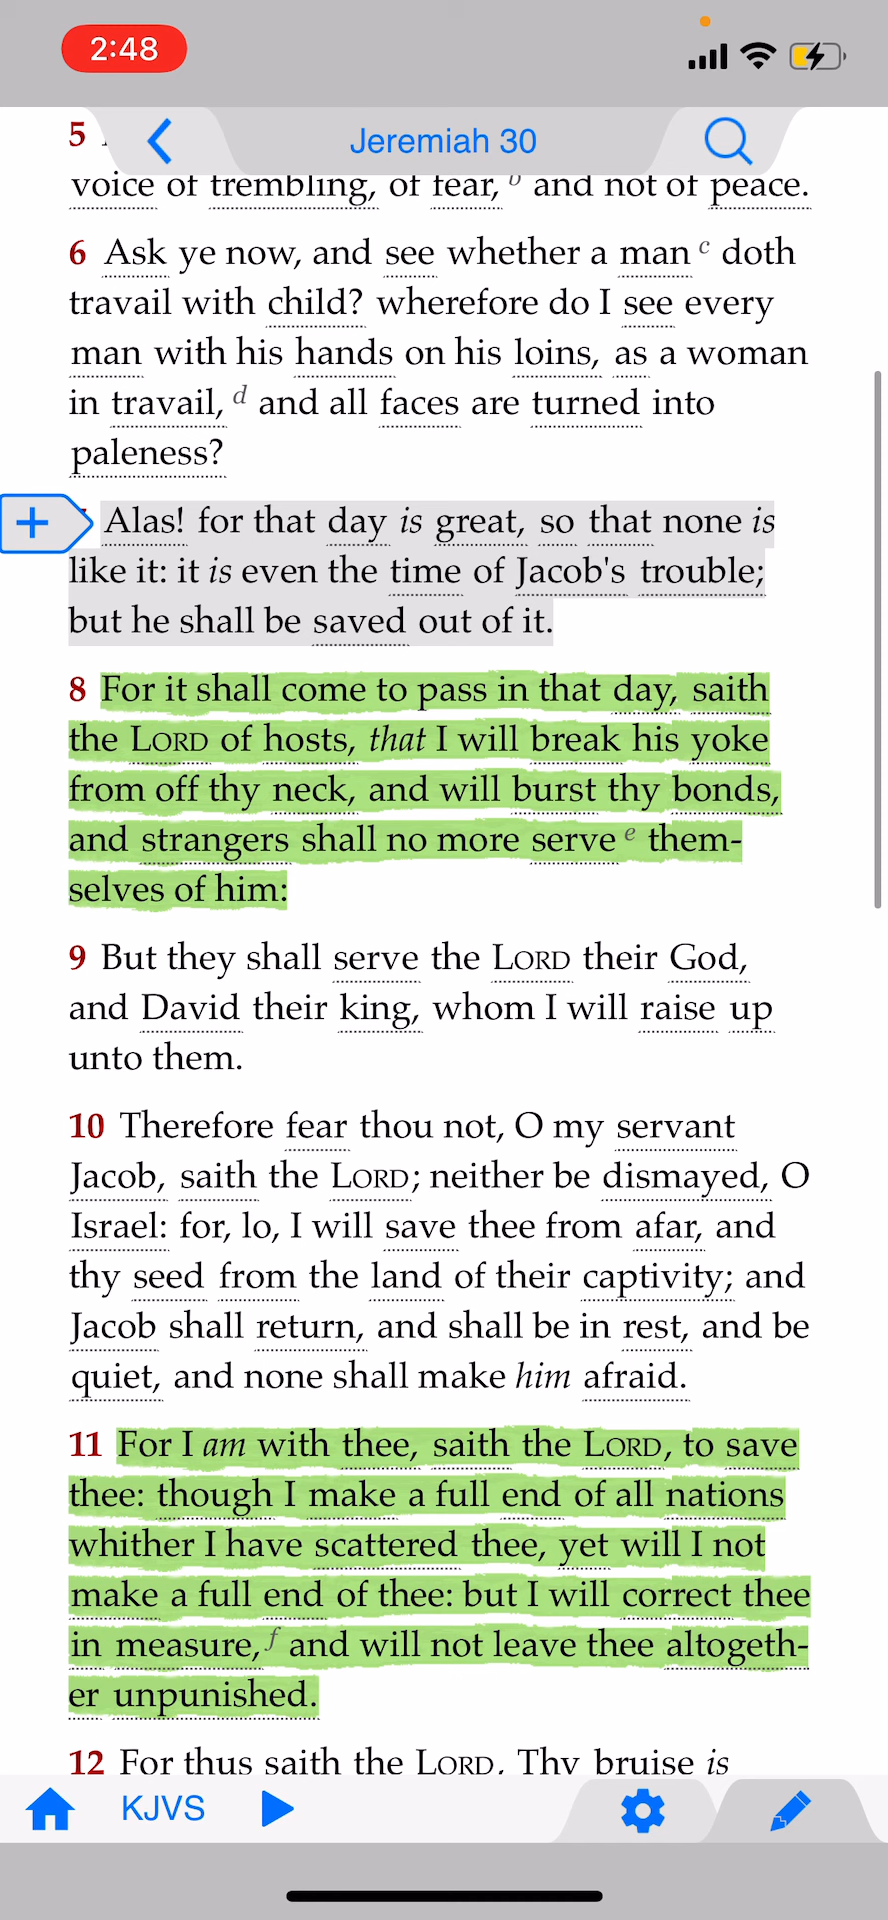 2:48
Jeremiah 30
5
voice of trembling, of fear, b and not of peace.
6 Ask ye now, and see whether a man c doth
travail with child? wherefore do I see every
man with his hands on his loins, as a woman
in travail, d and all faces are turned into
paleness?
Alas! for that day is great, so that none is
like it: it is even the time of Jacob's trouble;
but he shall be saved out of it.
8 For it shall come to pass in that day, saith
the LORD of hosts, that I will break his yoke
from off thy neck, and will burst thy bonds,
and strangers shall no more serve e them-
selves of him:
9 But they shall serve the LORD their God,
and David their king, whom I will raise up
unto them.
10 Therefore fear thou not, O my servant
Jacob, saith the LORD; neither be dismayed, O
Israel: for, lo, I will save thee from afar, and
thy seed from the land of their captivity; and
Jacob shall return, and shall be in rest, and be
quiet, and none shall make him afraid.
11 For I am with thee, saith the LORD, to save
thee: though I make a full end of all nations
whither I have scattered thee, yet will I not
make a full end of thee: but I will correct thee
in measure, f and will not leave thee altogeth-
er unpunished.
12 For thus saith the LORD, Thy bruise is
KJVS